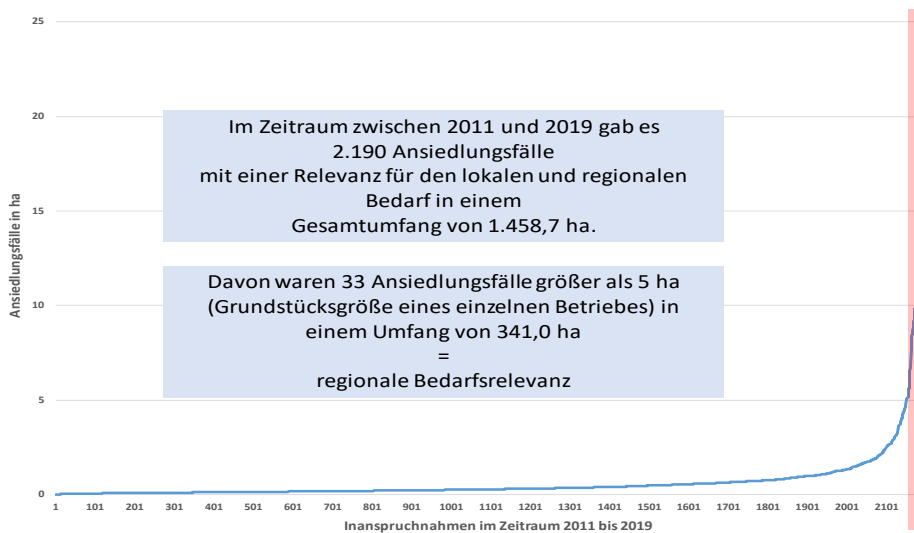 25
20
15
10
5
0
Ansiedlungsfälle in ha
Im Zeitraum zwischen 2011 und 2019 gab es
2.190 Ansiedlungsfälle
mit einer Relevanz für den lokalen und regionalen
Bedarf in einem
Gesamtumfang von 1.458,7 ha.
Davon waren 33 Ansiedlungsfälle größer als 5 ha
(Grundstücksgröße eines einzelnen Betriebes) in
einem Umfang von 341,0 ha
=
regionale Bedarfsrelevanz
1 101 201 301 401 501 601 701 801 901 1001 1101 1201 1301 1401 1501 1601 1701 1801 1901 2001 2101
Inanspruchnahmen im Zeitraum 2011 bis 2019